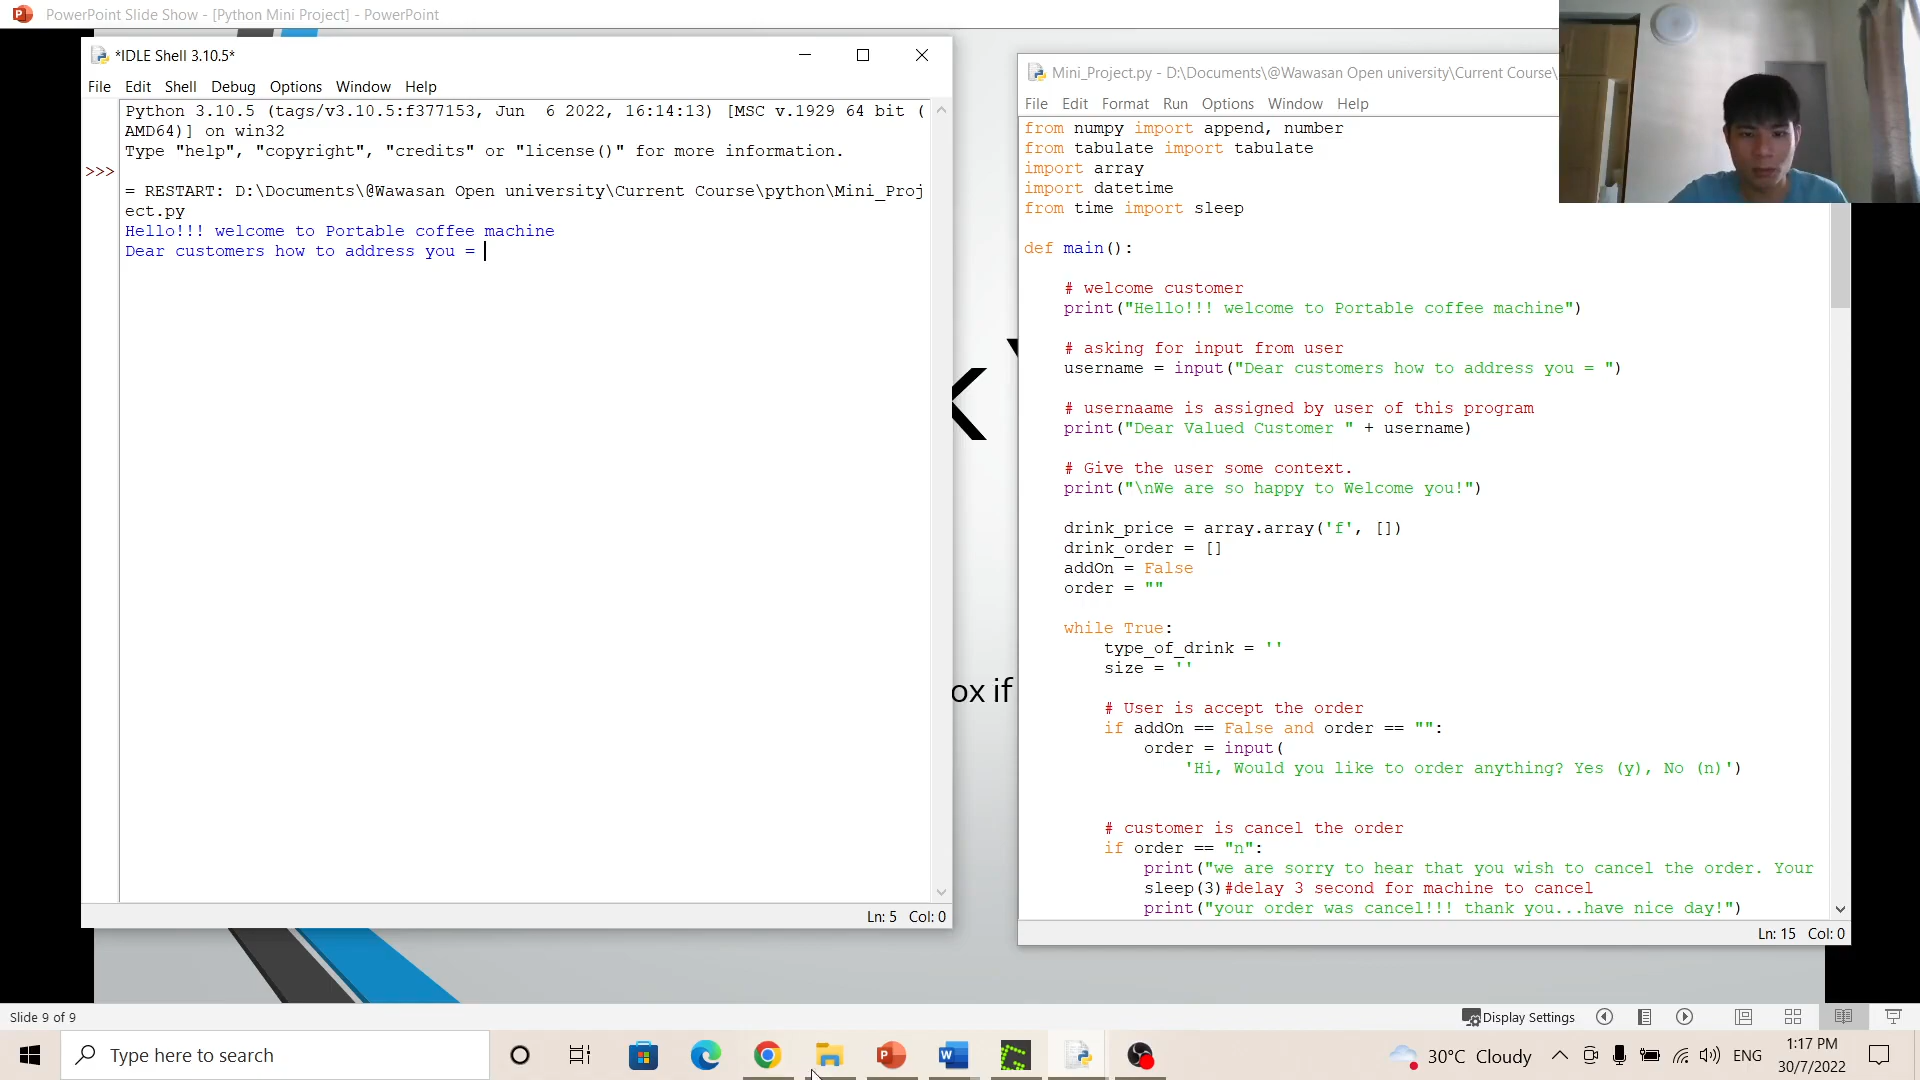 PowerPoint Slide Show - [Python Mini Project] - PowerPoint
*IDLE Shell 3.10.5*
File Edit Shell Debug Options Window Help
Python 3.10.5 (tags/v3.10.5:f377153, Jun  6 2022, 16:14:13) [MSC v.1929 64 bit (
AMD64)] on win32
Type "help", "copyright", "credits" or "license()" for more information.
>>>
= RESTART: D:\Documents\@Wawasan Open university\Current Course\python\Mini_Proj
ect.py
Hello!!! welcome to Portable coffee machine
Dear customers how to address you =
Ln: 5 Col: 0
ox if
Mini_Project.py - D:\Documents\@Wawasan Open university\Current Course\
File Edit Format Run Options Window Help
from numpy import append, number
from tabulate import tabulate
import array
import datetime
from time import sleep
def main():
# welcome customer
print("Hello!!! welcome to Portable coffee machine")
# asking for input from user
username = input("Dear customers how to address you = ")
# usernaame is assigned by user of this program
print("Dear Valued Customer " + username)
# Give the user some context.
print("\nWe are so happy to Welcome you!")
drink_price = array.array('f', [])
drink_order = []
addOn = False
order = ""
while True:
type_of_drink = ''
size = ''
# User is accept the order
if addOn == False and order == "":
order = input(
'Hi, Would you like to order anything? Yes (y), No (n)')
# customer is cancel the order
if order == "n":
print("we are sorry to hear that you wish to cancel the order. Your
sleep(3)#delay 3 second for machine to cancel
print("your order was cancel!!! thank you...have nice day!")
Ln: 15 Col: 0
Slide 9 of 9
Display Settings
Type here to search
30°C Cloudy
ENG
1:17 PM
30/7/2022